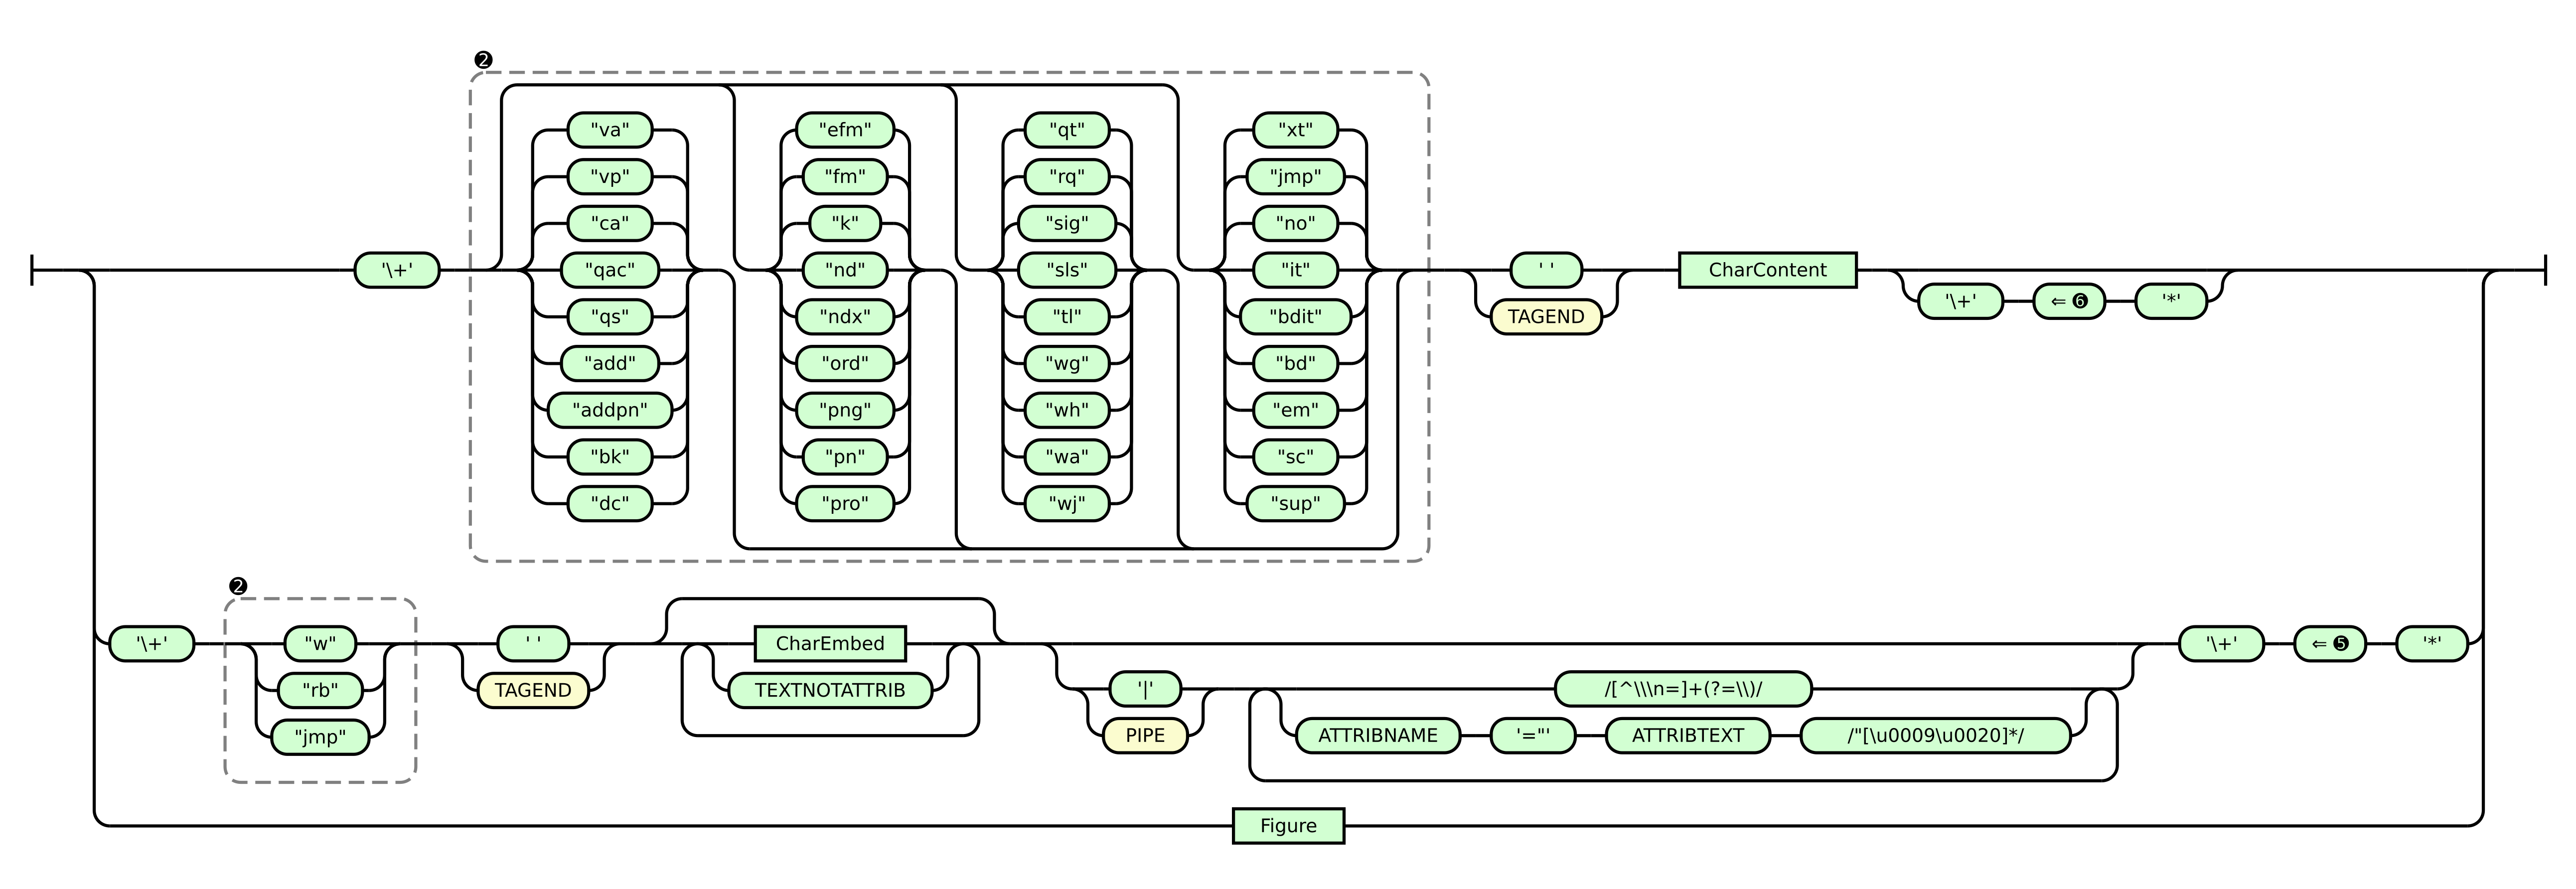 ❷
"va" "efm" "qt" "xt"
"vp" "fm" "rq" "jmp"
"ca" "k" "sig" "no"
'\+' "qac" "nd" "sls" "it" ' ' CharContent
'\+' ⇐ ❻ '*'
"qs" "ndx" "tl" "bdit" TAGEND
"add" "ord" "wg" "bd"
"addpn" "png" "wh" "em"
"bk" "pn" "wa" "sc"
"dc" "pro" "wj" "sup"
❷
'\+' "w" ' ' CharEmbed '\+' ⇐ ❺ '*'
"rb" TAGEND TEXTNOTATTRIB '|' /[^\\\n=]+(?=\\)/
"jmp" PIPE ATTRIBNAME '="' ATTRIBTEXT /"[\u0009\u0020]*/
Figure